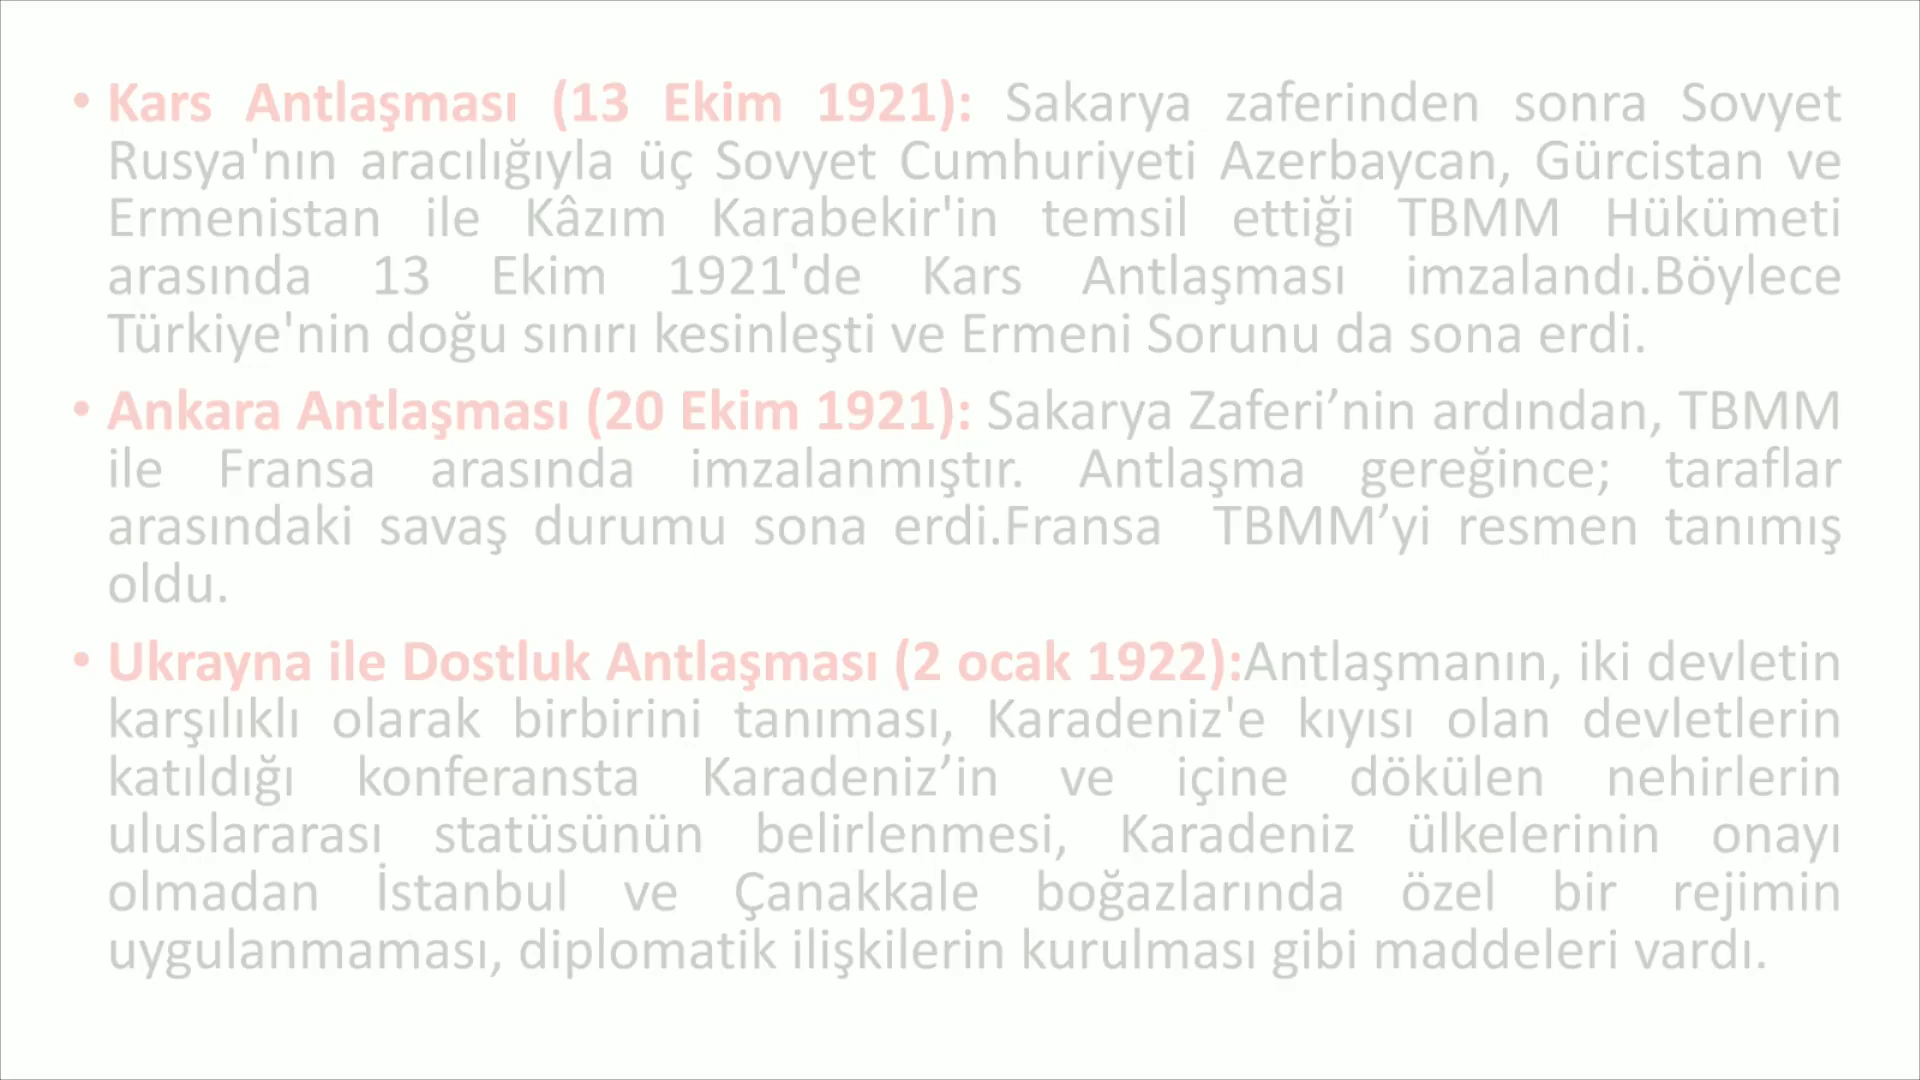 • Kars Antlaşması (13 Ekim 1921): Sakarya zaferinden sonra Sovyet
Rusya'nın aracılığıyla üç Sovyet Cumhuriyeti Azerbaycan, Gürcistan ve
Ermenistan ile Kâzım Karabekir'in temsil ettiği TBMM Hükümeti
arasında 13 Ekim 1921'de Kars Antlaşması imzalandı.Böylece
Türkiye'nin doğu sınırı kesinleşti ve Ermeni Sorunu da sona erdi.
• Ankara Antlaşması (20 Ekim 1921): Sakarya Zaferi’nin ardından, TBMM
ile Fransa arasında imzalanmıştır. Antlaşma gereğince; taraflar
arasındaki savaş durumu sona erdi.Fransa TBMM’yi resmen tanımış
oldu.
• Ukrayna ile Dostluk Antlaşması (2 ocak 1922):Antlaşmanın, iki devletin
karşılıklı olarak birbirini tanıması, Karadeniz'e kıyısı olan devletlerin
katıldığı konferansta Karadeniz’in ve içine dökülen nehirlerin
uluslararası statüsünün belirlenmesi, Karadeniz ülkelerinin onayı
olmadan İstanbul ve Çanakkale boğazlarında özel bir rejimin
uygulanmaması, diplomatik ilişkilerin kurulması gibi maddeleri vardı.